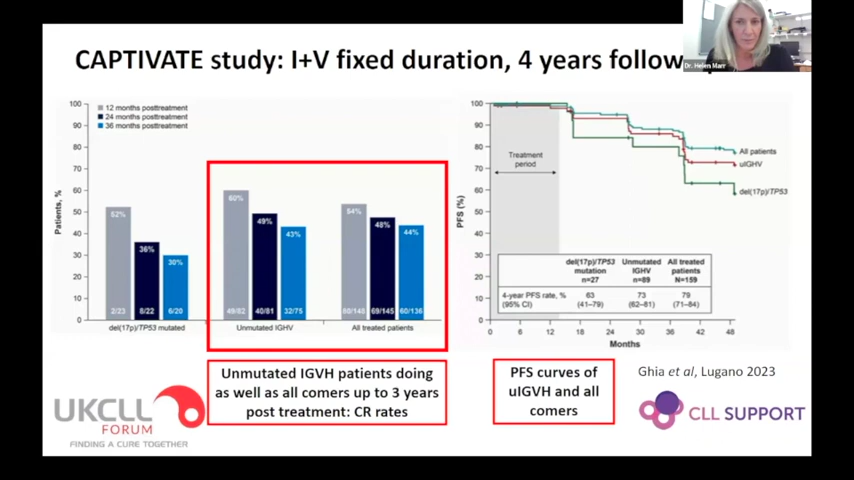 CAPTIVATE study: I+V fixed duration, 4 years follow
Dr. Helen Marr
100
90
80
70
60
50
40
30
20
10
0
Patients, %
12 months posttreatment
24 months posttreatment
36 months posttreatment
52%
36%
30%
60%
49%
43%
54%
48%
44%
8/22
6/20
49/82
40/81
32/75
69/145
60/136
del(17p)/TP53 mutated
Unmutated IGHV
All treated patients
100
90
80
70
60
50
40
30
20
10
0
PFS (%)
Treatment
period
All patients
uIGHV
del(17p)/TP53
del(17p)/TP53
mutation
n=27
Unmutated
IGHV
n=89
All treated
patients
N=159
4-year PFS rate, %
(95% CI)
63
(41–79)
73
(62–81)
79
(71–84)
0 6 12 18 24 30 36 42 48
Months
Unmutated IGVH patients doing
as well as all comers up to 3 years
post treatment: CR rates
PFS curves of
uIGVH and all
comers
Ghia et al, Lugano 2023
UKCLL
FORUM
FINDING A CURE TOGETHER
CLL SUPPORT